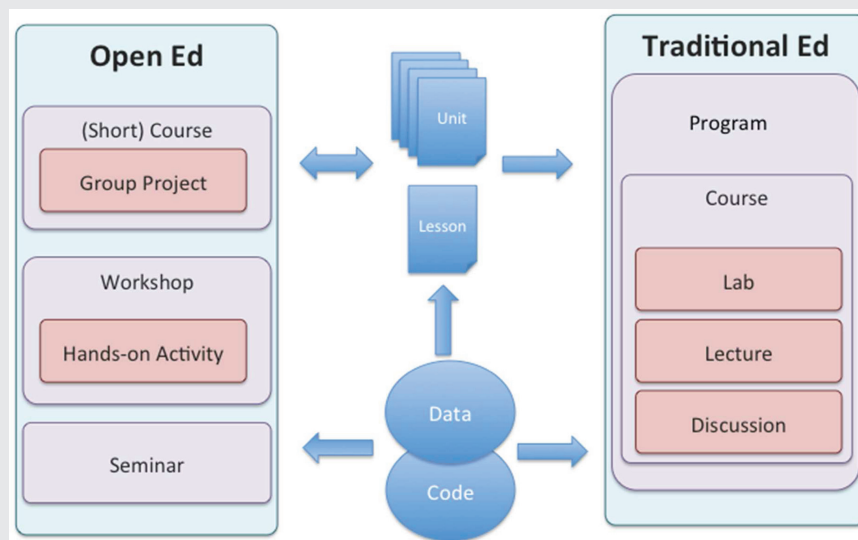 Open Ed
(Short) Course
Group Project
Workshop
Hands-on Activity
Seminar
Unit
Lesson
Data
Code
Traditional Ed
Program
Course
Lab
Lecture
Discussion